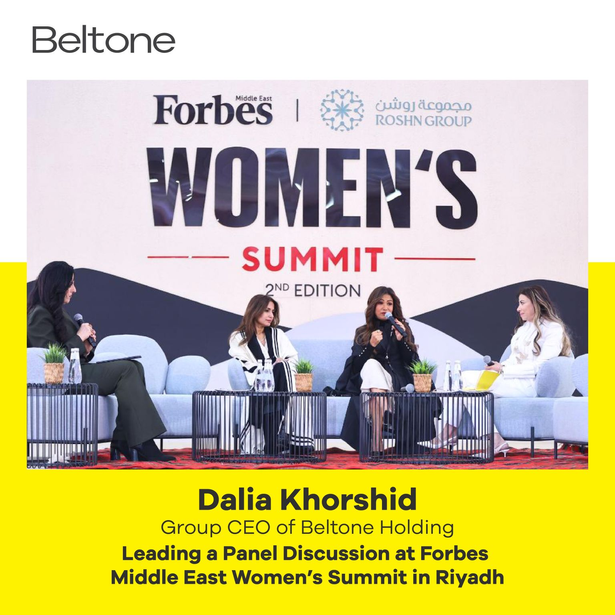 Beltone
Forbes
Middle East
مجموعة روشن
ROSHN GROUP
WOMEN'S
SUMMIT
2ND EDITION
Dalia Khorshid
Group CEO of Beltone Holding
Leading a Panel Discussion at Forbes
Middle East Women's Summit in Riyadh